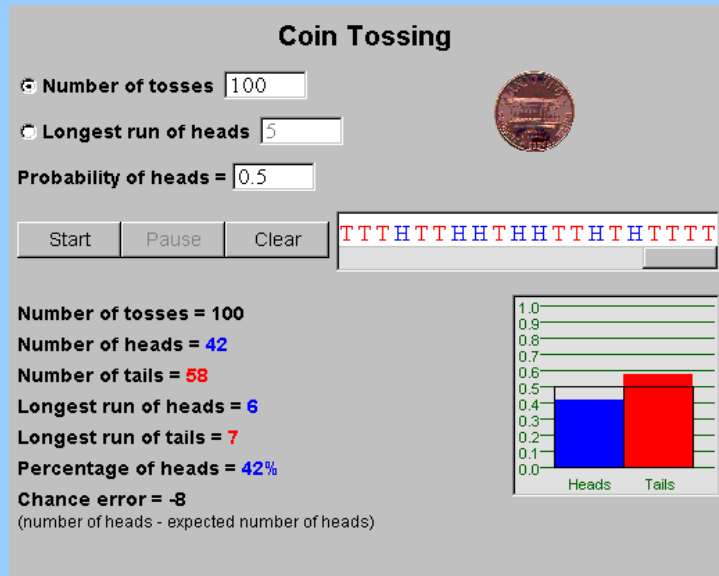 Coin Tossing
Number of tosses 100
Longest run of heads 5
Probability of heads = 0.5
Start Pause Clear
TTTHTTHHTHHTTHTHTTTT
Number of tosses = 100
Number of heads = 42
Number of tails = 58
Longest run of heads = 6
Longest run of tails = 7
Percentage of heads = 42%
Chance error = -8
(number of heads - expected number of heads)
1.0
0.9
0.8
0.7
0.6
0.5
0.4
0.3
0.2
0.1
0.0
Heads Tails